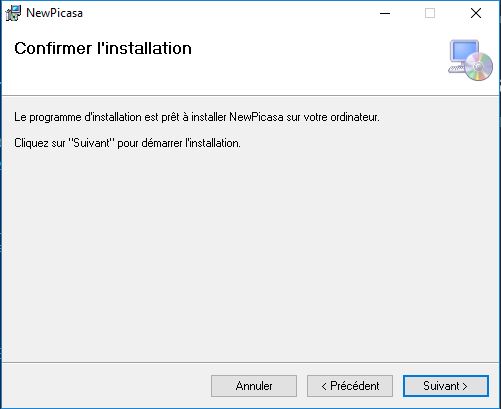 NewPicasa
Confirmer l'installation
Le programme d'installation est prêt à installer NewPicasa sur votre ordinateur.
Cliquez sur "Suivant" pour démarrer l'installation.
Annuler
< Précédent
Suivant >